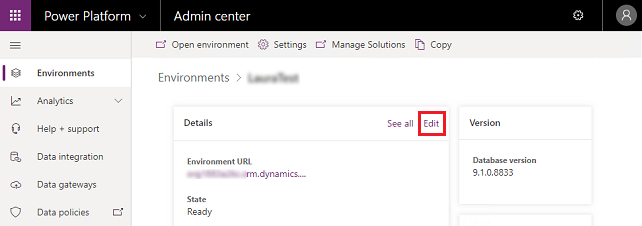 Power Platform Admin center
Open environment Settings Manage Solutions Copy
Environments
Analytics
Help + support
Data integration
Data gateways
Data policies
Environments >
Details See all Edit
Environment URL
rm.dynamics....
State
Ready
Version
Database version
9.1.0.8833